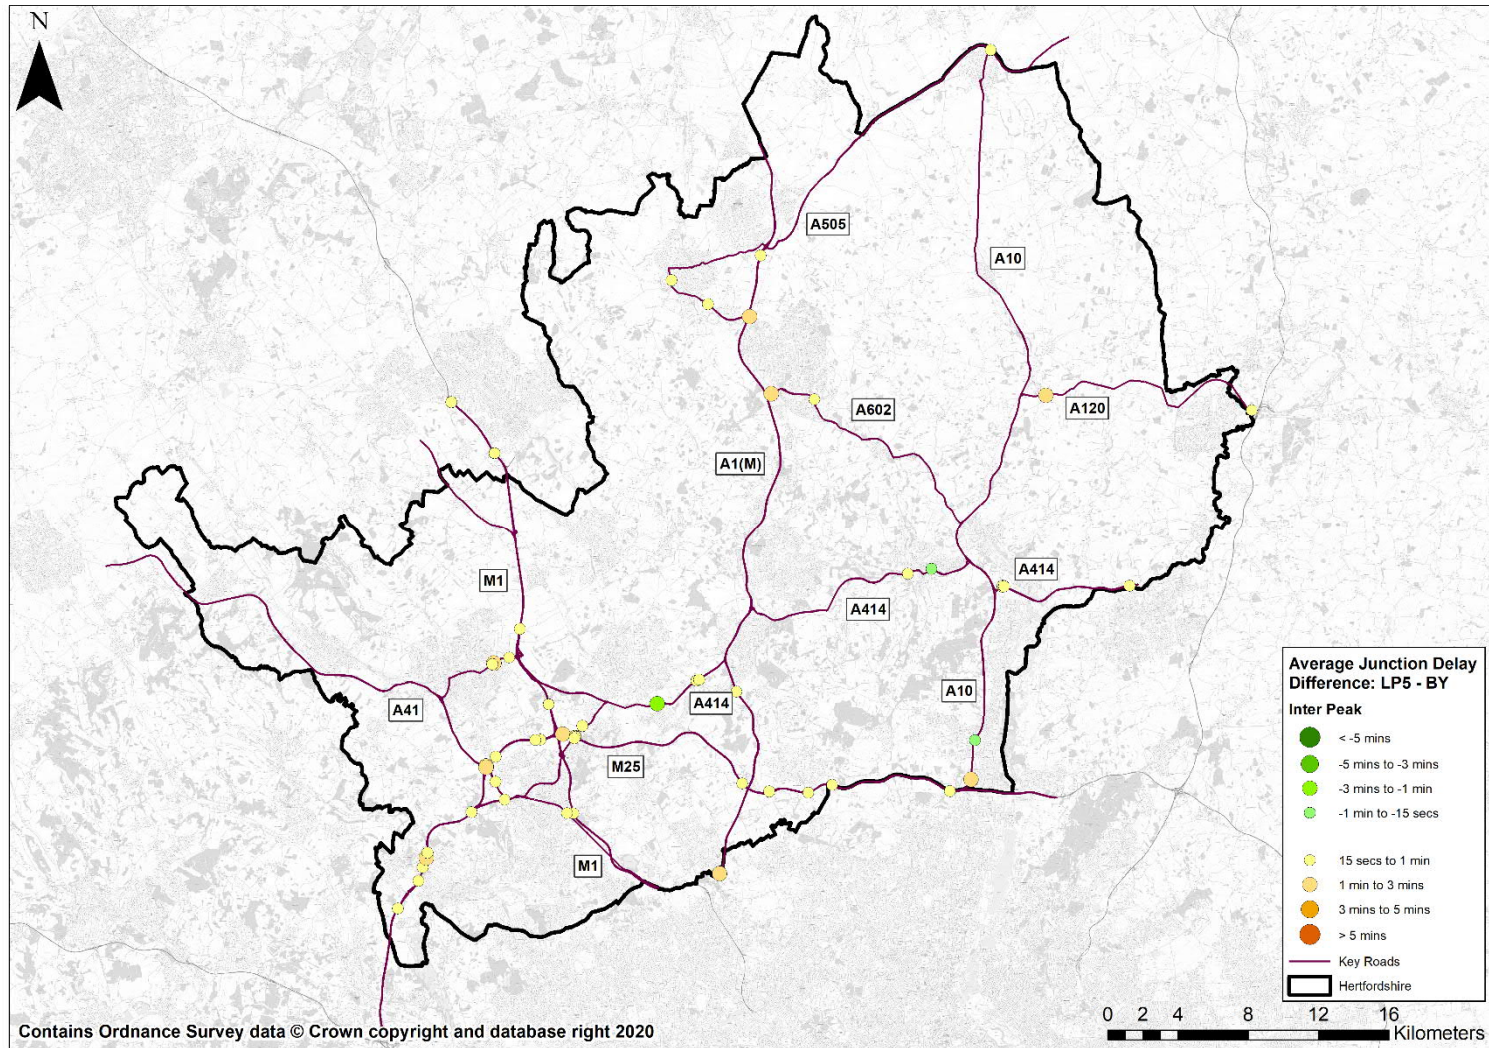 N
A505
A10
A602
A120
A1(M)
M1
A414
A414
A41
A414
A10
M25
M1
Average Junction Delay
Difference: LP5 - BY
Inter Peak
< -5 mins
-5 mins to -3 mins
-3 mins to -1 min
-1 min to -15 secs
15 secs to 1 min
1 min to 3 mins
3 mins to 5 mins
> 5 mins
Key Roads
Hertfordshire
0 2 4 8 12 16
Kilometers
Contains Ordnance Survey data © Crown copyright and database right 2020